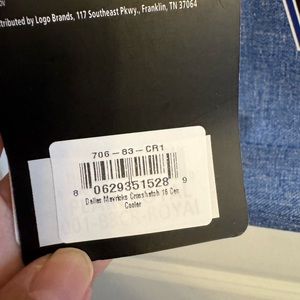 tributed by Logo Brands, 117 Southeast Pkwy., Franklin, TN 37064
706-83-CR1
8 0629351528 9
Dallas Mavericks Crosshatch 16 Can
Cooler